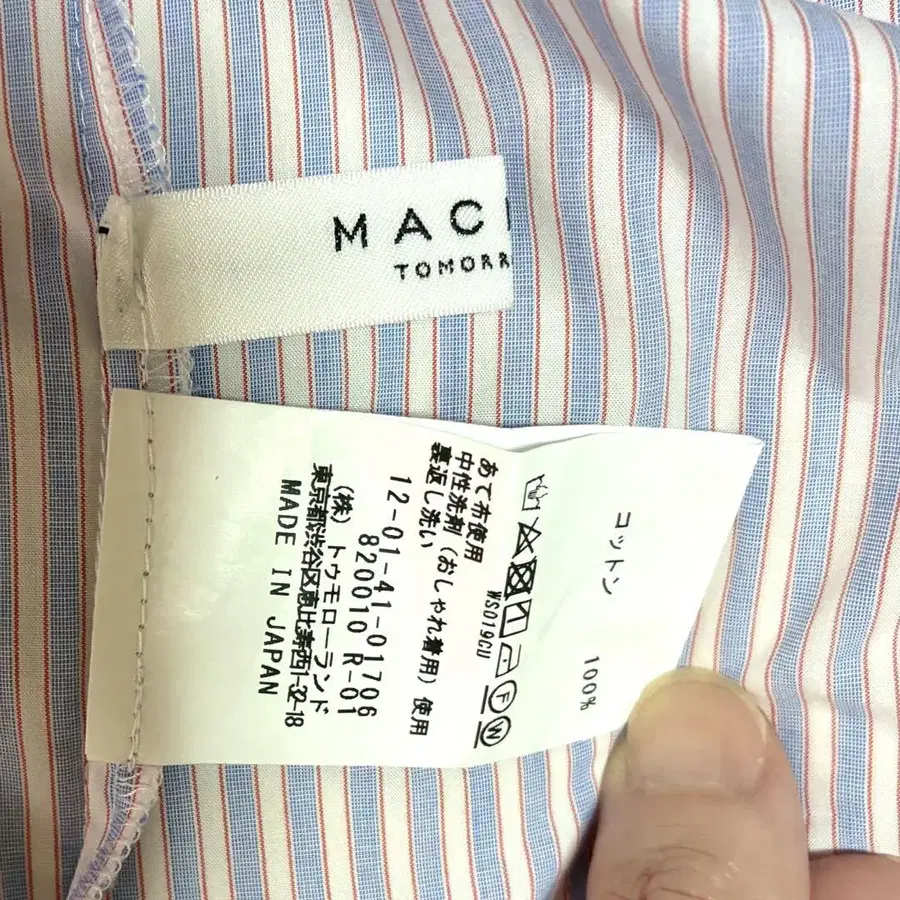 MAC
TOMORR
コットン 100%
WS019CU
あて布使用
中性洗剤（おしゃれ着用）使用
裏返し洗い
12-01-41-01706
820010 R-01
（株）トウモローランド
東京都渋谷区恵比寿西1-32-18
MADE IN JAPAN